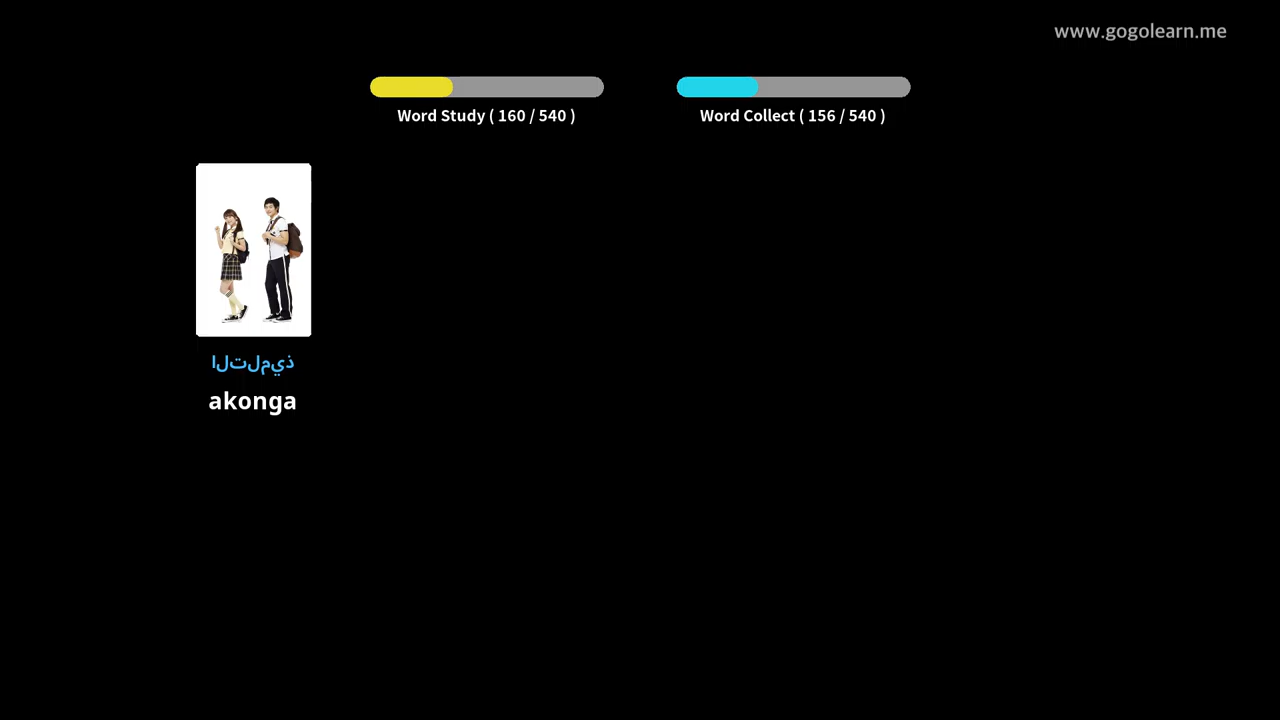 www.gogolearn.me
Word Study ( 160 / 540 )
Word Collect ( 156 / 540 )
التلميذ
akonga